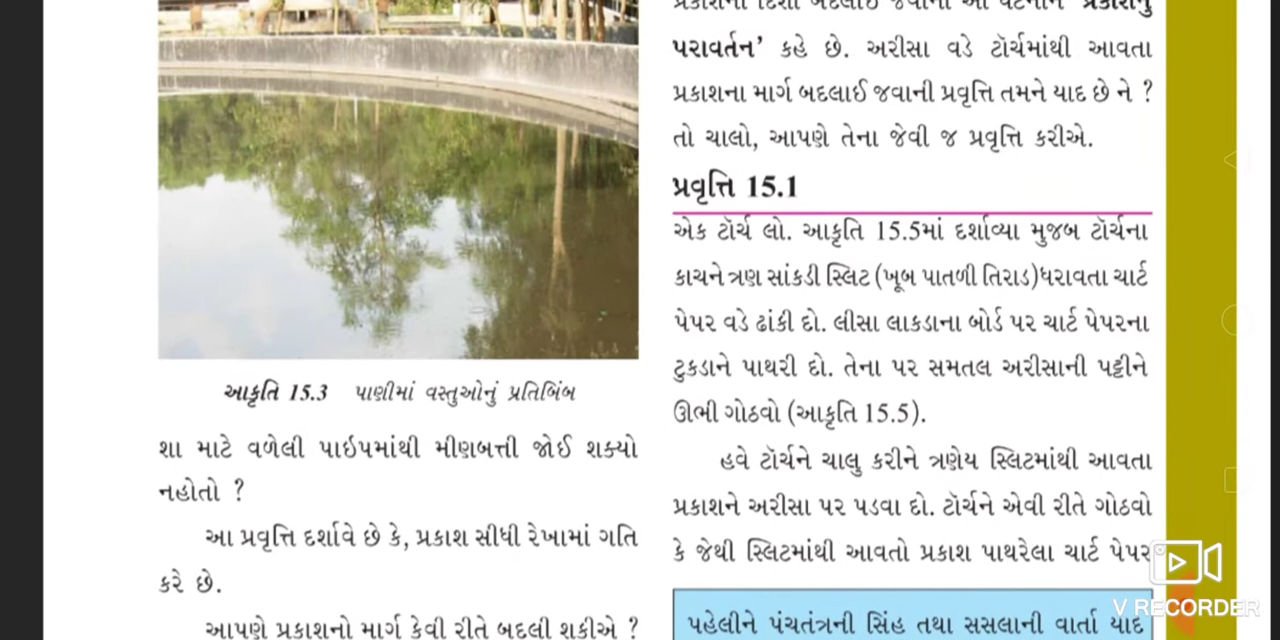 શા માટે વળેલી પાઇપમાંથી મીણબત્તી જોઈ શક્યો
નહોતો ?
આ પ્રવૃત્તિ દર્શાવે છે કે, પ્રકાશ સીધી રેખામાં ગતિ
કરે છે.
આપણે પ્રકાશનો માર્ગ કેવી રીતે બદલી શકીએ ?
આકૃતિ 15.3 પાણીમાં વસ્તુઓનું પ્રતિબિંબ
પરાવર્તન’ કહે છે. અરીસા વડે ટૉર્ચમાંથી આવતા
પ્રકાશના માર્ગ બદલાઈ જવાની પ્રવૃત્તિ તમને યાદ છે ને ?
તો ચાલો, આપણે તેના જેવી જ પ્રવૃત્તિ કરીએ.
પ્રવૃત્તિ 15.1
એક ટૉર્ચ લો. આકૃતિ 15.5માં દર્શાવ્યા મુજબ ટૉર્ચના
કાચને ત્રણ સાંકડી સ્લિટ (ખૂબ પાતળી તિરાડ)ધરાવતા ચાર્ટ
પેપર વડે ઢાંકી દો. લીસા લાકડાના બોર્ડ પર ચાર્ટ પેપરના
ટુકડાને પાથરી દો. તેના પર સમતલ અરીસાની પટ્ટીને
ઊભી ગોઠવો (આકૃતિ 15.5).
હવે ટૉર્ચને ચાલુ કરીને ત્રણેય સ્લિટમાંથી આવતા
પ્રકાશને અરીસા પર પડવા દો. ટૉર્ચને એવી રીતે ગોઠવો
કે જેથી સ્લિટમાંથી આવતો પ્રકાશ પાથરેલા ચાર્ટ પેપર
પહેલીને પંચતંત્રની સિંહ તથા સસલાની વાર્તા યાદ
V RECORDER